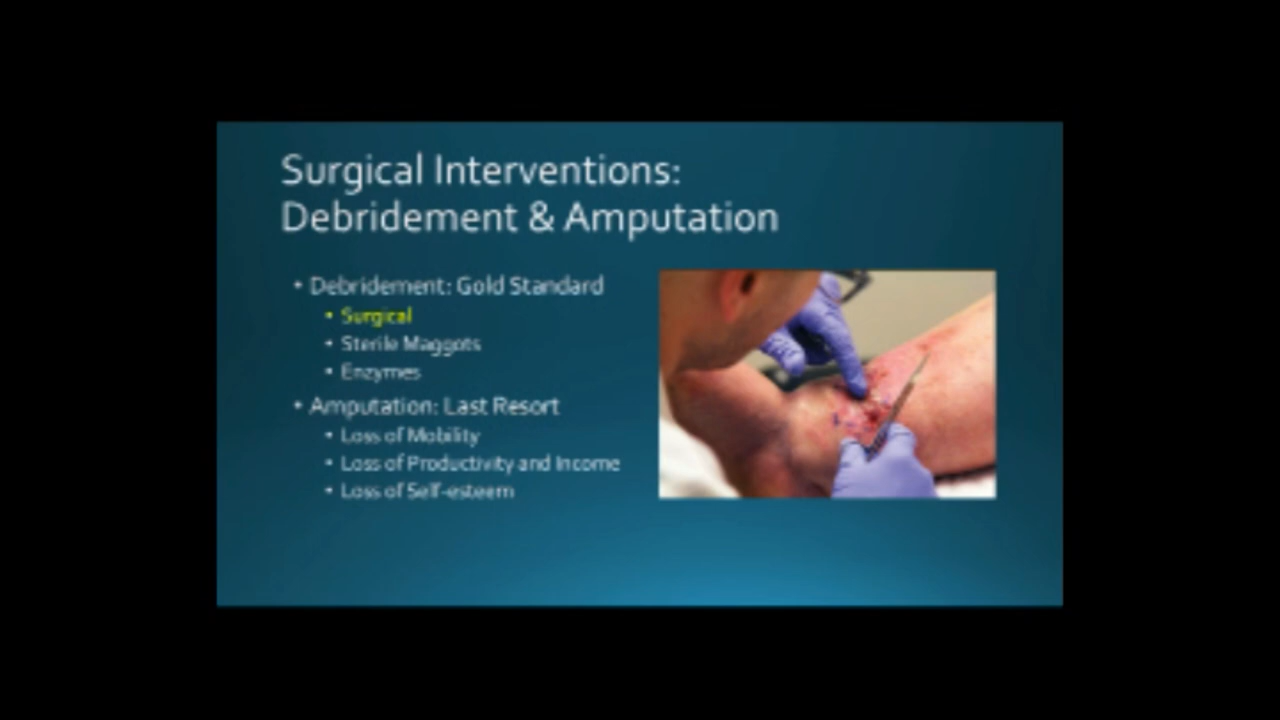 Surgical Interventions:
Debridement & Amputation
• Debridement: Gold Standard
• Surgical
• Sterile Maggots
• Enzymes
• Amputation: Last Resort
• Loss of Mobility
• Loss of Productivity and Income
• Loss of Self-esteem